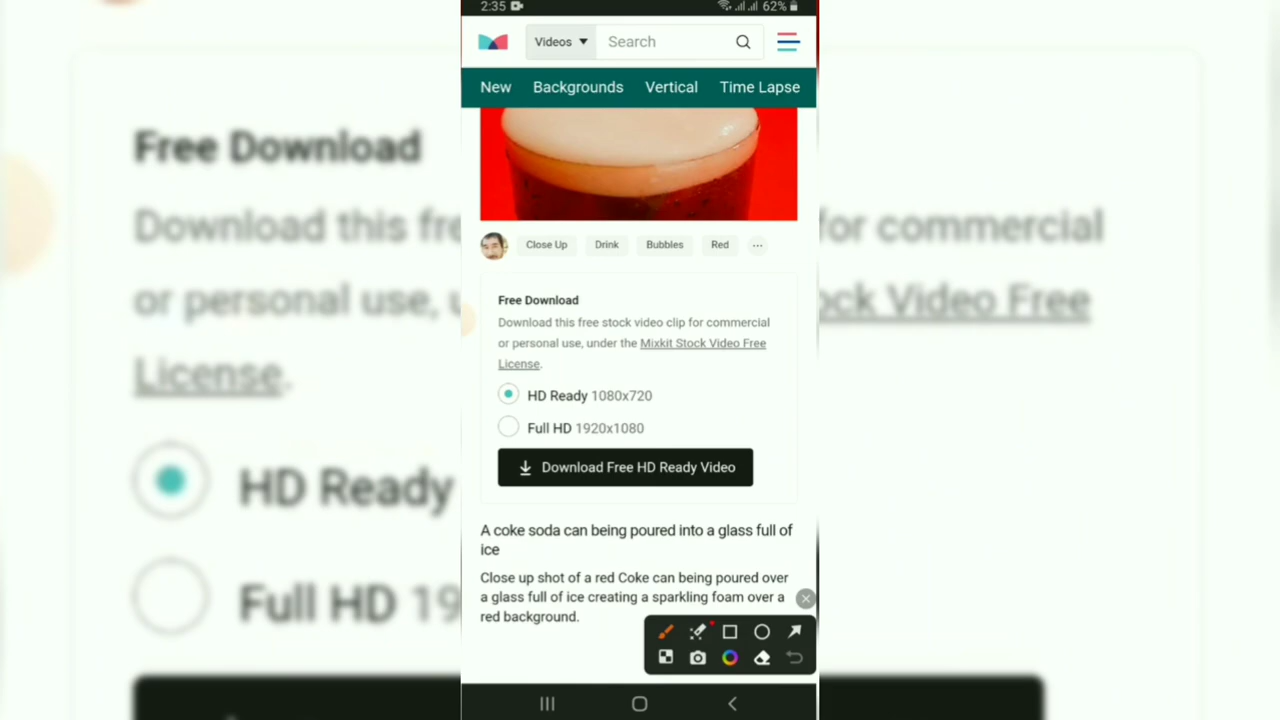 2:35 62%
Videos Search
New Backgrounds Vertical Time Lapse
Close Up Drink Bubbles Red ...
Free Download
Download this free stock video clip for commercial
or personal use, under the Mixkit Stock Video Free
License.
HD Ready 1080x720
Full HD 1920x1080
Download Free HD Ready Video
A coke soda can being poured into a glass full of
ice
Close up shot of a red Coke can being poured over
a glass full of ice creating a sparkling foam over a
red background.
Free Download
Download this fre
for commercial
or personal use, u
ock Video Free
License.
HD Ready
Full HD 19